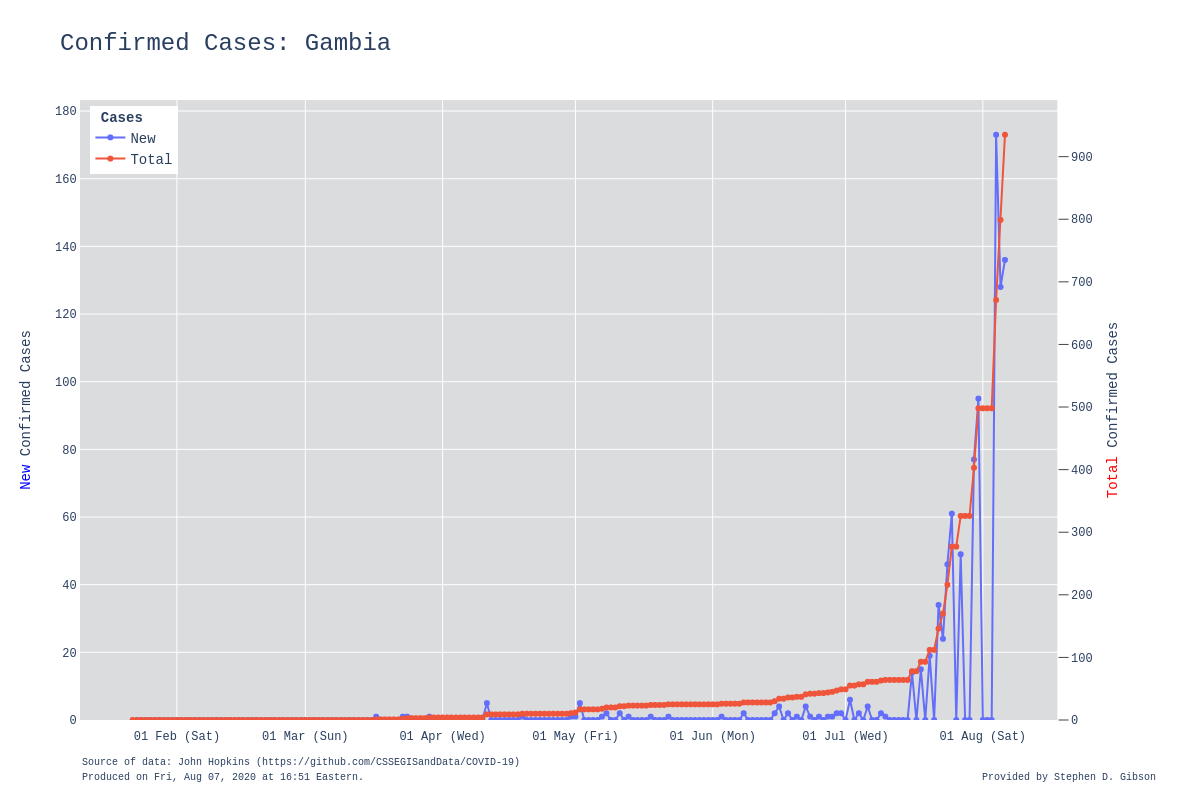 Confirmed Cases: Gambia
Cases
New
Total
180
160
140
120
100
80
60
40
20
0
900
800
700
600
500
400
300
200
100
0
New Confirmed Cases
Total Confirmed Cases
01 Feb (Sat)
01 Mar (Sun)
01 Apr (Wed)
01 May (Fri)
01 Jun (Mon)
01 Jul (Wed)
01 Aug (Sat)
Source of data: John Hopkins (https://github.com/CSSEGISandData/COVID-19)
Produced on Fri, Aug 07, 2020 at 16:51 Eastern.
Provided by Stephen D. Gibson